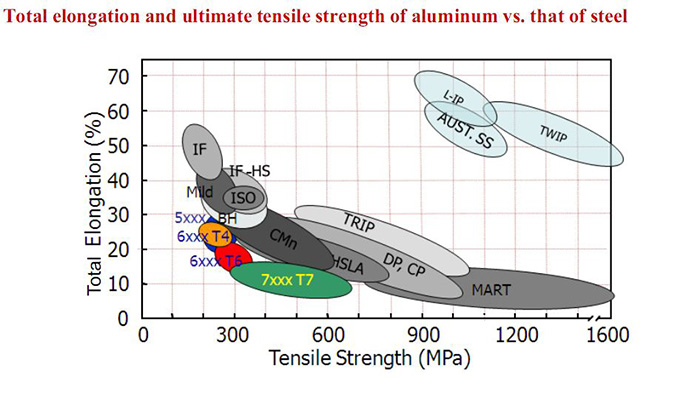 Total elongation and ultimate tensile strength of aluminum vs. that of steel
70
60
50
40
30
20
10
0
Total Elongation (%)
L-IP
AUST. SS
TWIP
IF
IF-HS
Mild
ISO
5xxx
BH
6xxx T4
6xxx T6
CMn
TRIP
HSLA
DP, CP
7xxx T7
MART
0 300 600 900 1200 1600
Tensile Strength (MPa)